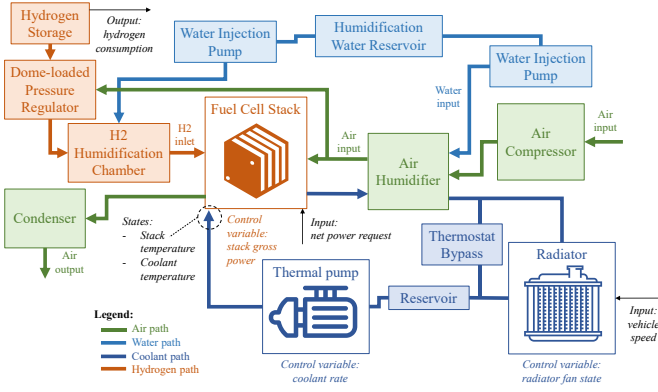 Hydrogen
Storage
Output:
hydrogen
consumption
Water Injection
Pump
Humidification
Water Reservoir
Water Injection
Pump
Dome-loaded
Pressure
Regulator
Water
input
Fuel Cell Stack
H2
Humidification
Chamber
H2
inlet
Air
input
Air
Humidifier
Air
Compressor
Air
input
Condenser
Air
output
States:
- Stack
temperature
- Coolant
temperature
Control
variable:
stack gross
power
Input:
net power request
Thermostat
Bypass
Radiator
Thermal pump
Reservoir
Input:
vehicle
speed
Legend:
Air path
Water path
Coolant path
Hydrogen path
Control variable:
coolant rate
Control variable:
radiator fan state